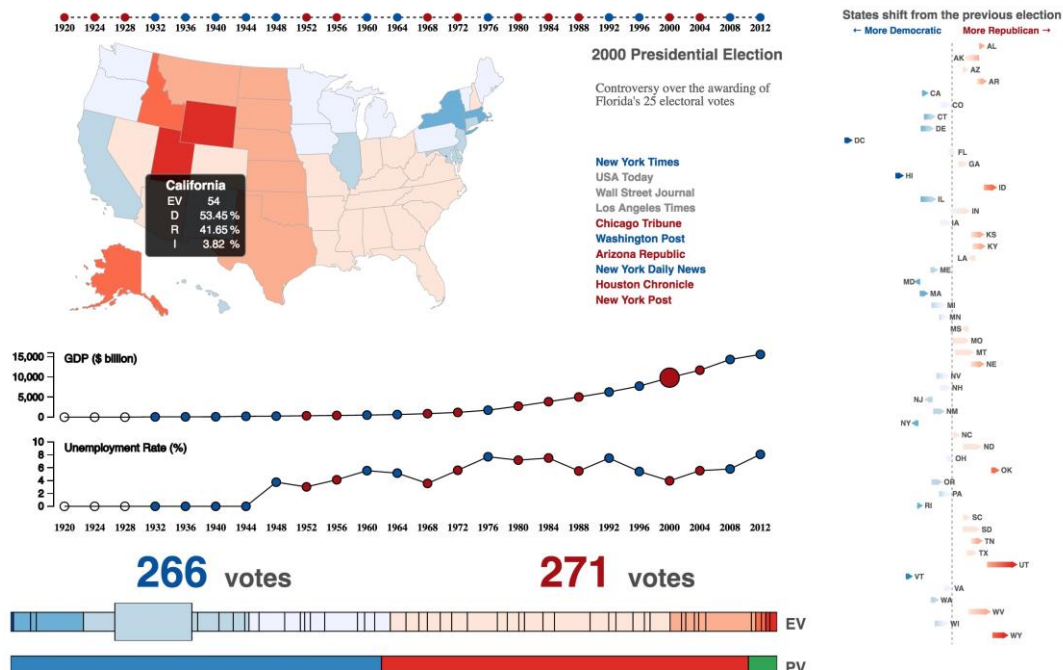 1920 1924 1928 1932 1936 1940 1944 1948 1952 1956 1960 1964 1968 1972 1976 1980 1984 1988 1992 1996 2000 2004 2008 2012
2000 Presidential Election
Controversy over the awarding of
Florida's 25 electoral votes
California
EV 54
D 53.45 %
R 41.65 %
I 3.82 %
New York Times
USA Today
Wall Street Journal
Los Angeles Times
Chicago Tribune
Washington Post
Arizona Republic
New York Daily News
Houston Chronicle
New York Post
GDP ($ billion)
15,000
10,000
5,000
0
Unemployment Rate (%)
10
8
6
4
2
0
1920 1924 1928 1932 1936 1940 1944 1948 1952 1956 1960 1964 1968 1972 1976 1980 1984 1988 1992 1996 2000 2004 2008 2012
266 votes
271 votes
EV
PV
States shift from the previous election
← More Democratic More Republican →
AL
AK
AZ
AR
CA
CO
CT
DE
DC
FL
GA
HI
ID
IL
IN
IA
KS
KY
LA
ME
MD
MA
MI
MN
MS
MO
MT
NE
NV
NH
NJ
NM
NY
NC
ND
OH
OK
OR
PA
RI
SC
SD
TN
TX
UT
VT
VA
WA
WV
WI
WY